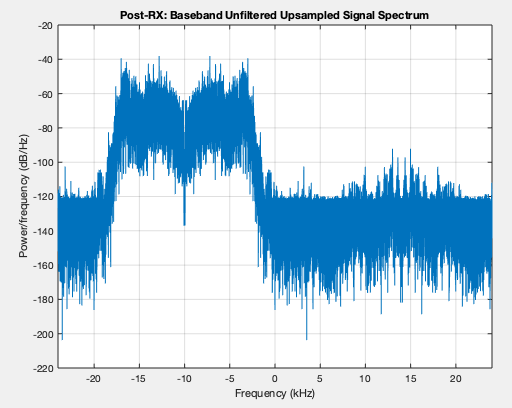 Post-RX: Baseband Unfiltered Upsampled Signal Spectrum
-20
-40
-60
-80
-100
-120
-140
-160
-180
-200
-220
Power/frequency (dB/Hz)
-20 -15 -10 -5 0 5 10 15 20
Frequency (kHz)